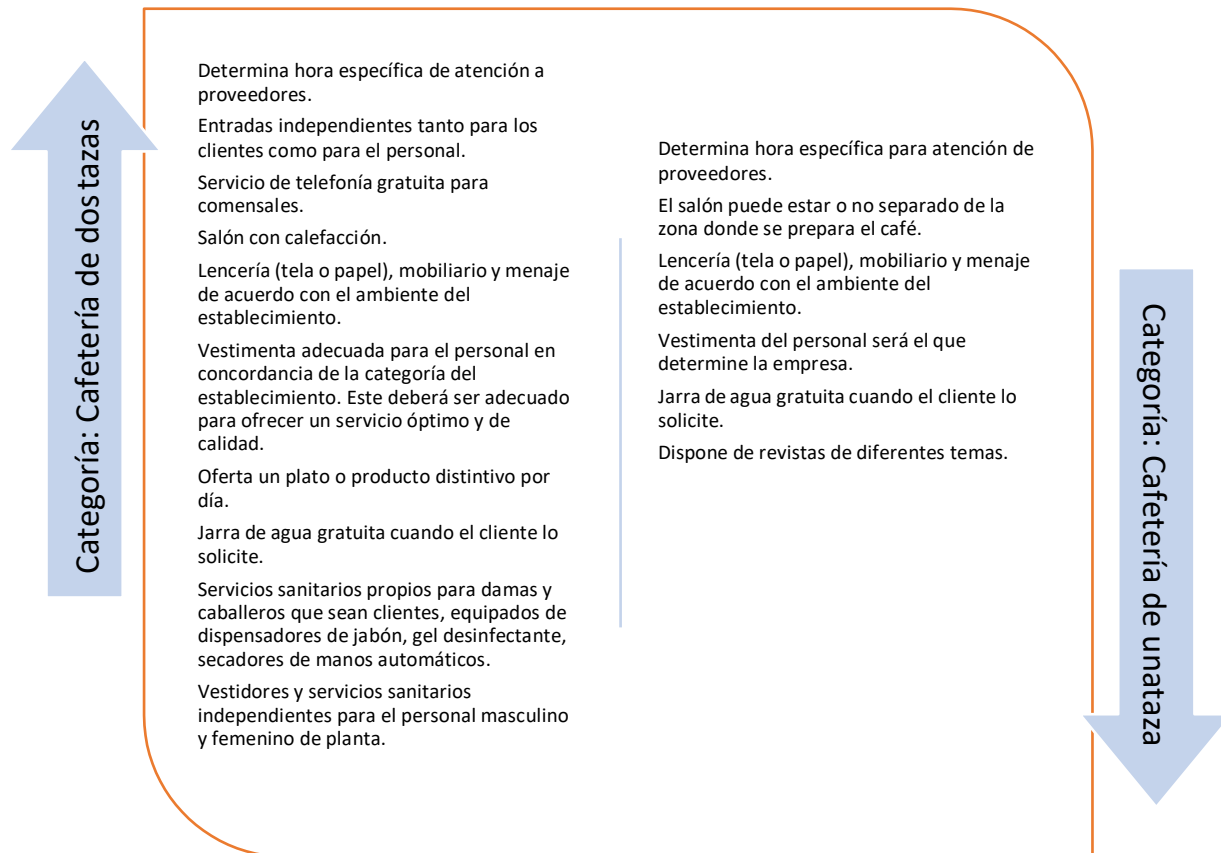 Categoría: Cafetería de dos tazas
Determina hora específica de atención a
proveedores.
Entradas independientes tanto para los
clientes como para el personal.
Servicio de telefonía gratuita para
comensales.
Salón con calefacción.
Lencería (tela o papel), mobiliario y menaje
de acuerdo con el ambiente del
establecimiento.
Vestimenta adecuada para el personal en
concordancia de la categoría del
establecimiento. Este deberá ser adecuado
para ofrecer un servicio óptimo y de
calidad.
Oferta un plato o producto distintivo por
día.
Jarra de agua gratuita cuando el cliente lo
solicite.
Servicios sanitarios propios para damas y
caballeros que sean clientes, equipados de
dispensadores de jabón, gel desinfectante,
secadores de manos automáticos.
Vestidores y servicios sanitarios
independientes para el personal masculino
y femenino de planta.
Determina hora específica para atención de
proveedores.
El salón puede estar o no separado de la
zona donde se prepara el café.
Lencería (tela o papel), mobiliario y menaje
de acuerdo con el ambiente del
establecimiento.
Vestimenta del personal será el que
determine la empresa.
Jarra de agua gratuita cuando el cliente lo
solicite.
Dispone de revistas de diferentes temas.
Categoría: Cafetería de unataza